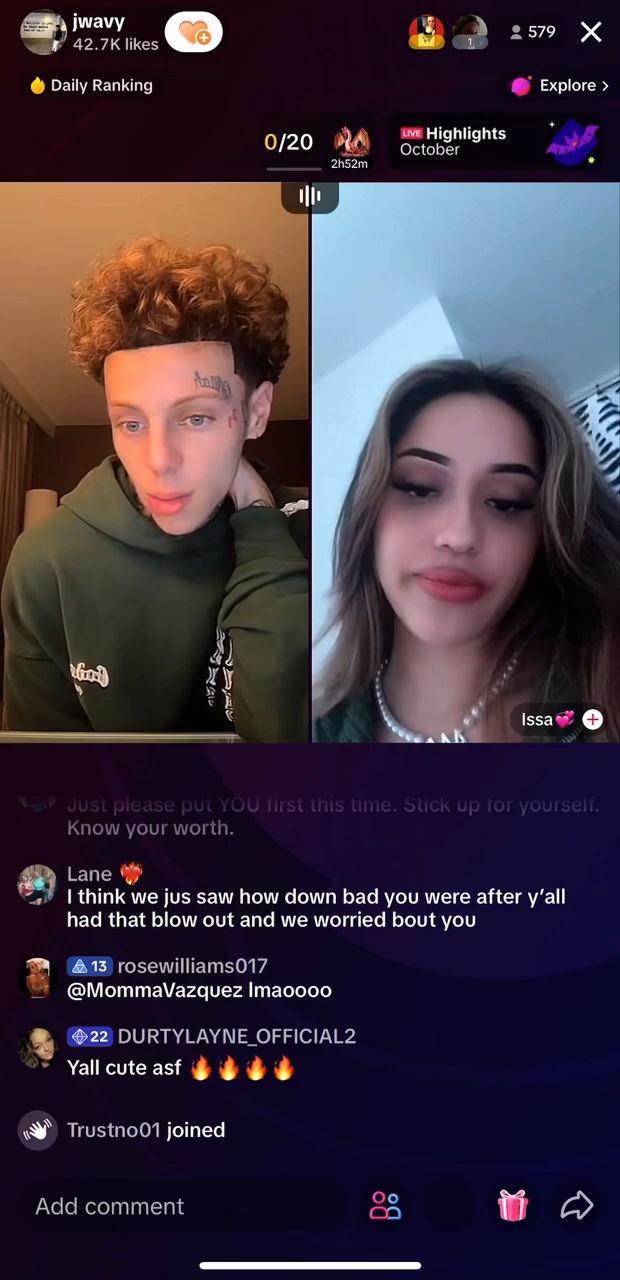 jwavy
42.7K likes
1
579
Daily Ranking
Explore >
0/20
2h52m
LIVE Highlights
October
Issa💞
Just please put YOU first this time. Stick up for yourself.
Know your worth.
Lane ❤️‍🔥
I think we jus saw how down bad you were after y’all
had that blow out and we worried bout you
13 rosewilliams017
@MommaVazquez lmaoooo
22 DURTYLAYNE_OFFICIAL2
Yall cute asf 🔥🔥🔥🔥
Trustno01 joined
Add comment